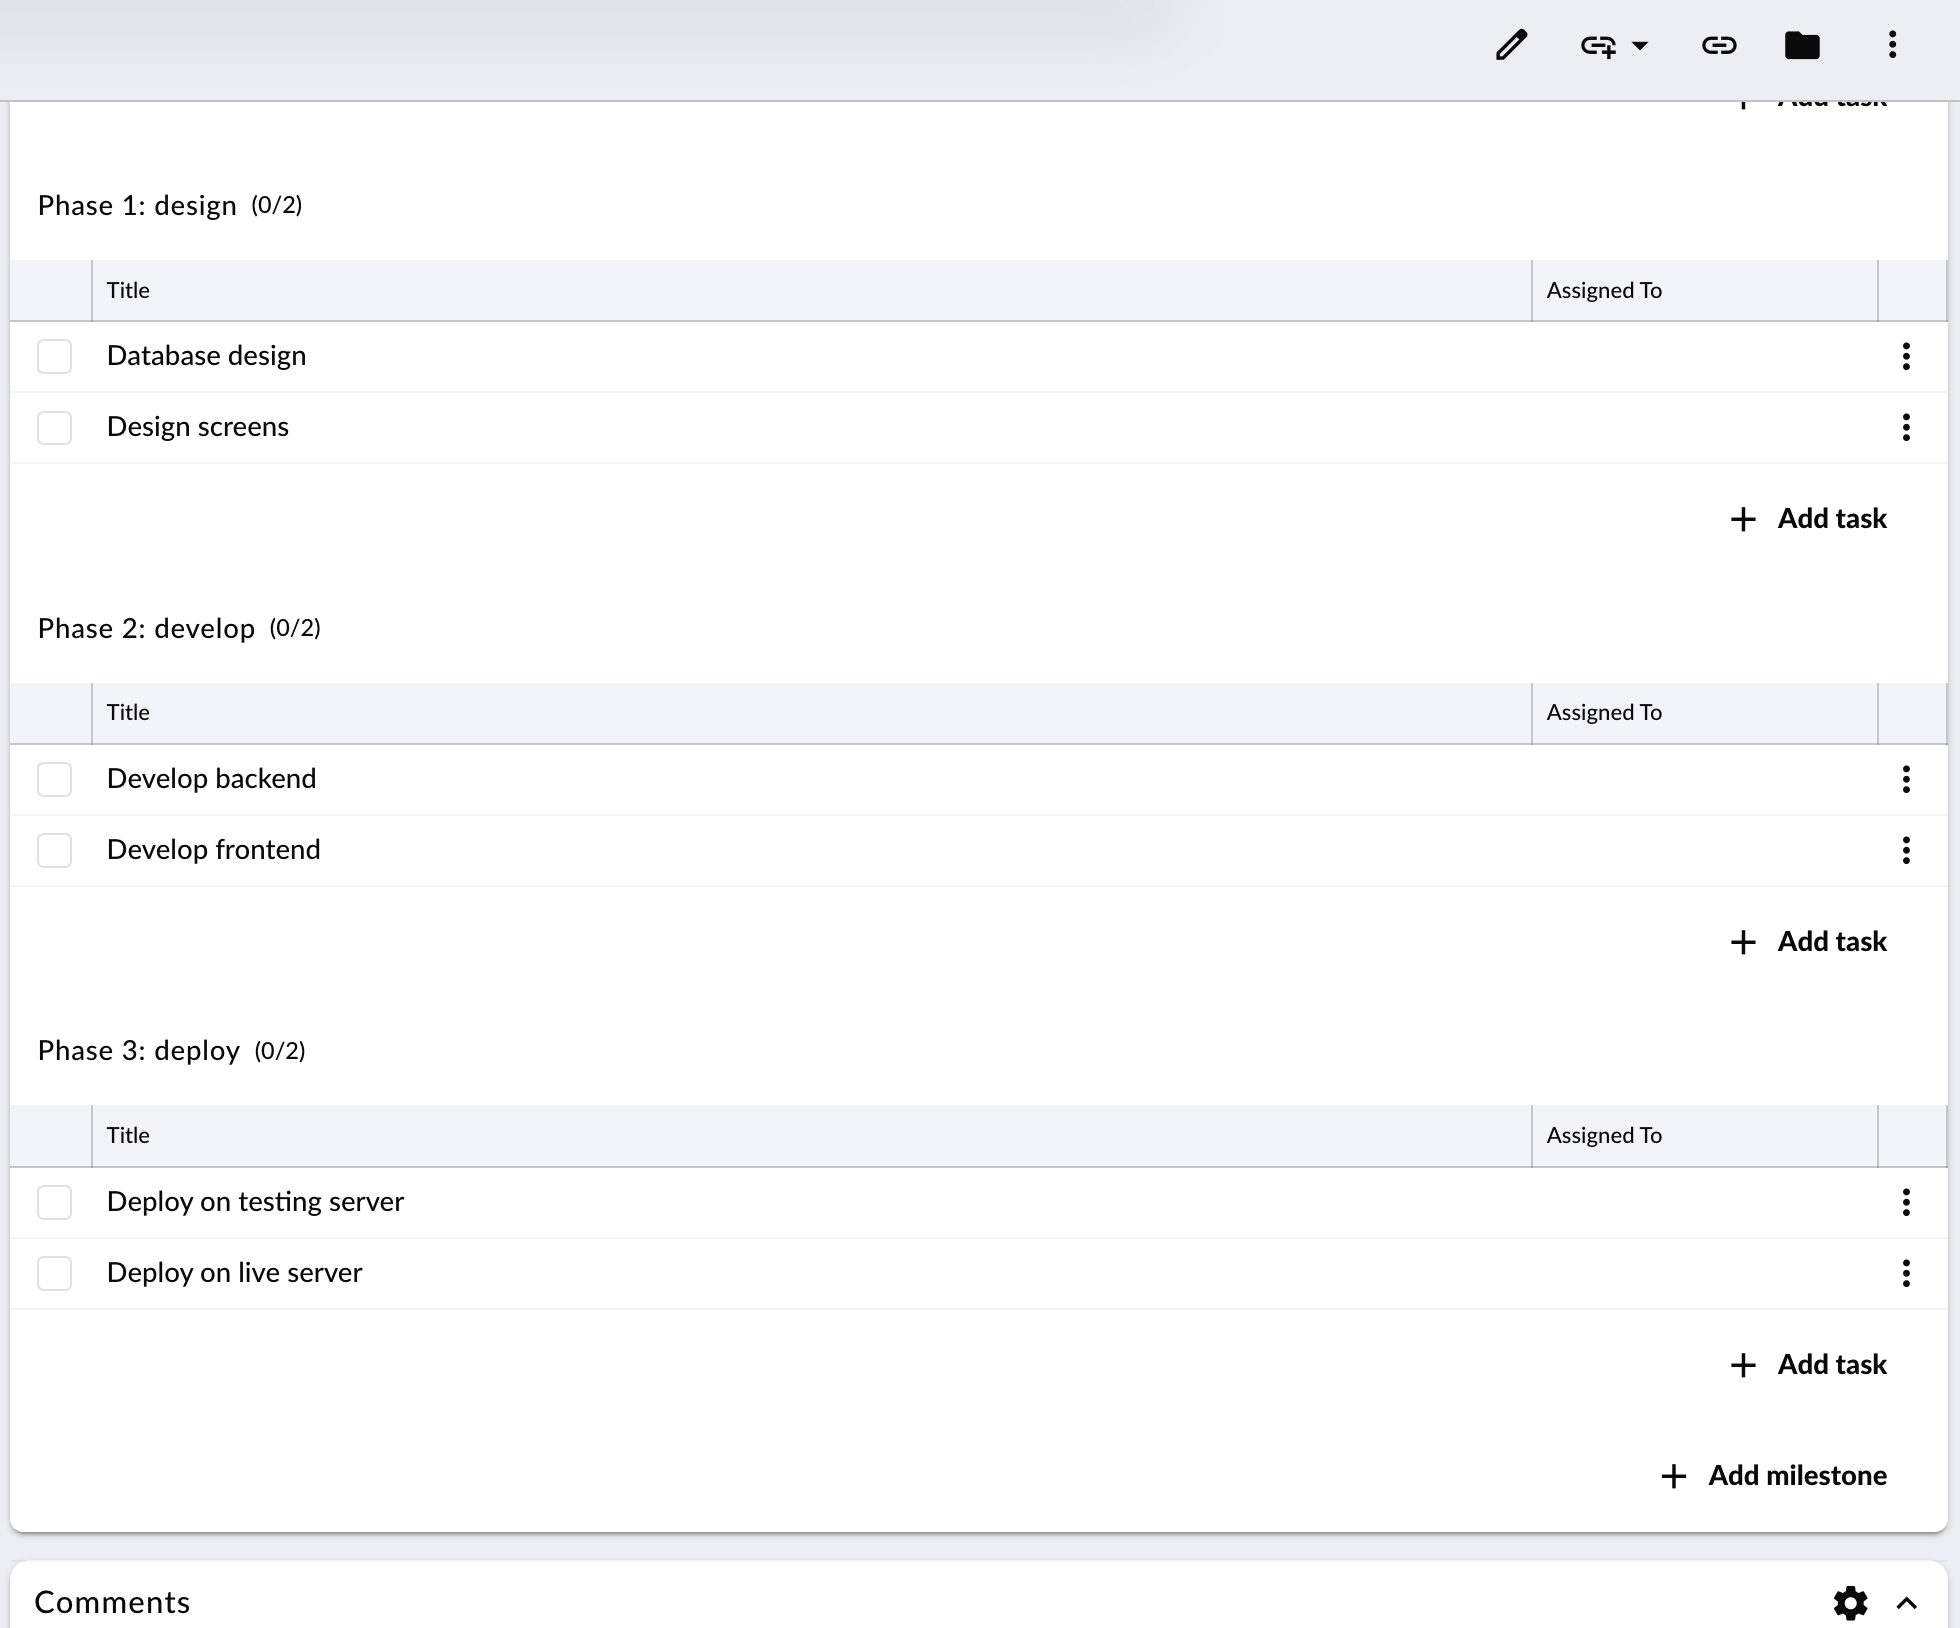 Add task
Phase 1: design (0/2)
Title Assigned To
Database design
Design screens
Add task
Phase 2: develop (0/2)
Title Assigned To
Develop backend
Develop frontend
Add task
Phase 3: deploy (0/2)
Title Assigned To
Deploy on testing server
Deploy on live server
Add task
Add milestone
Comments